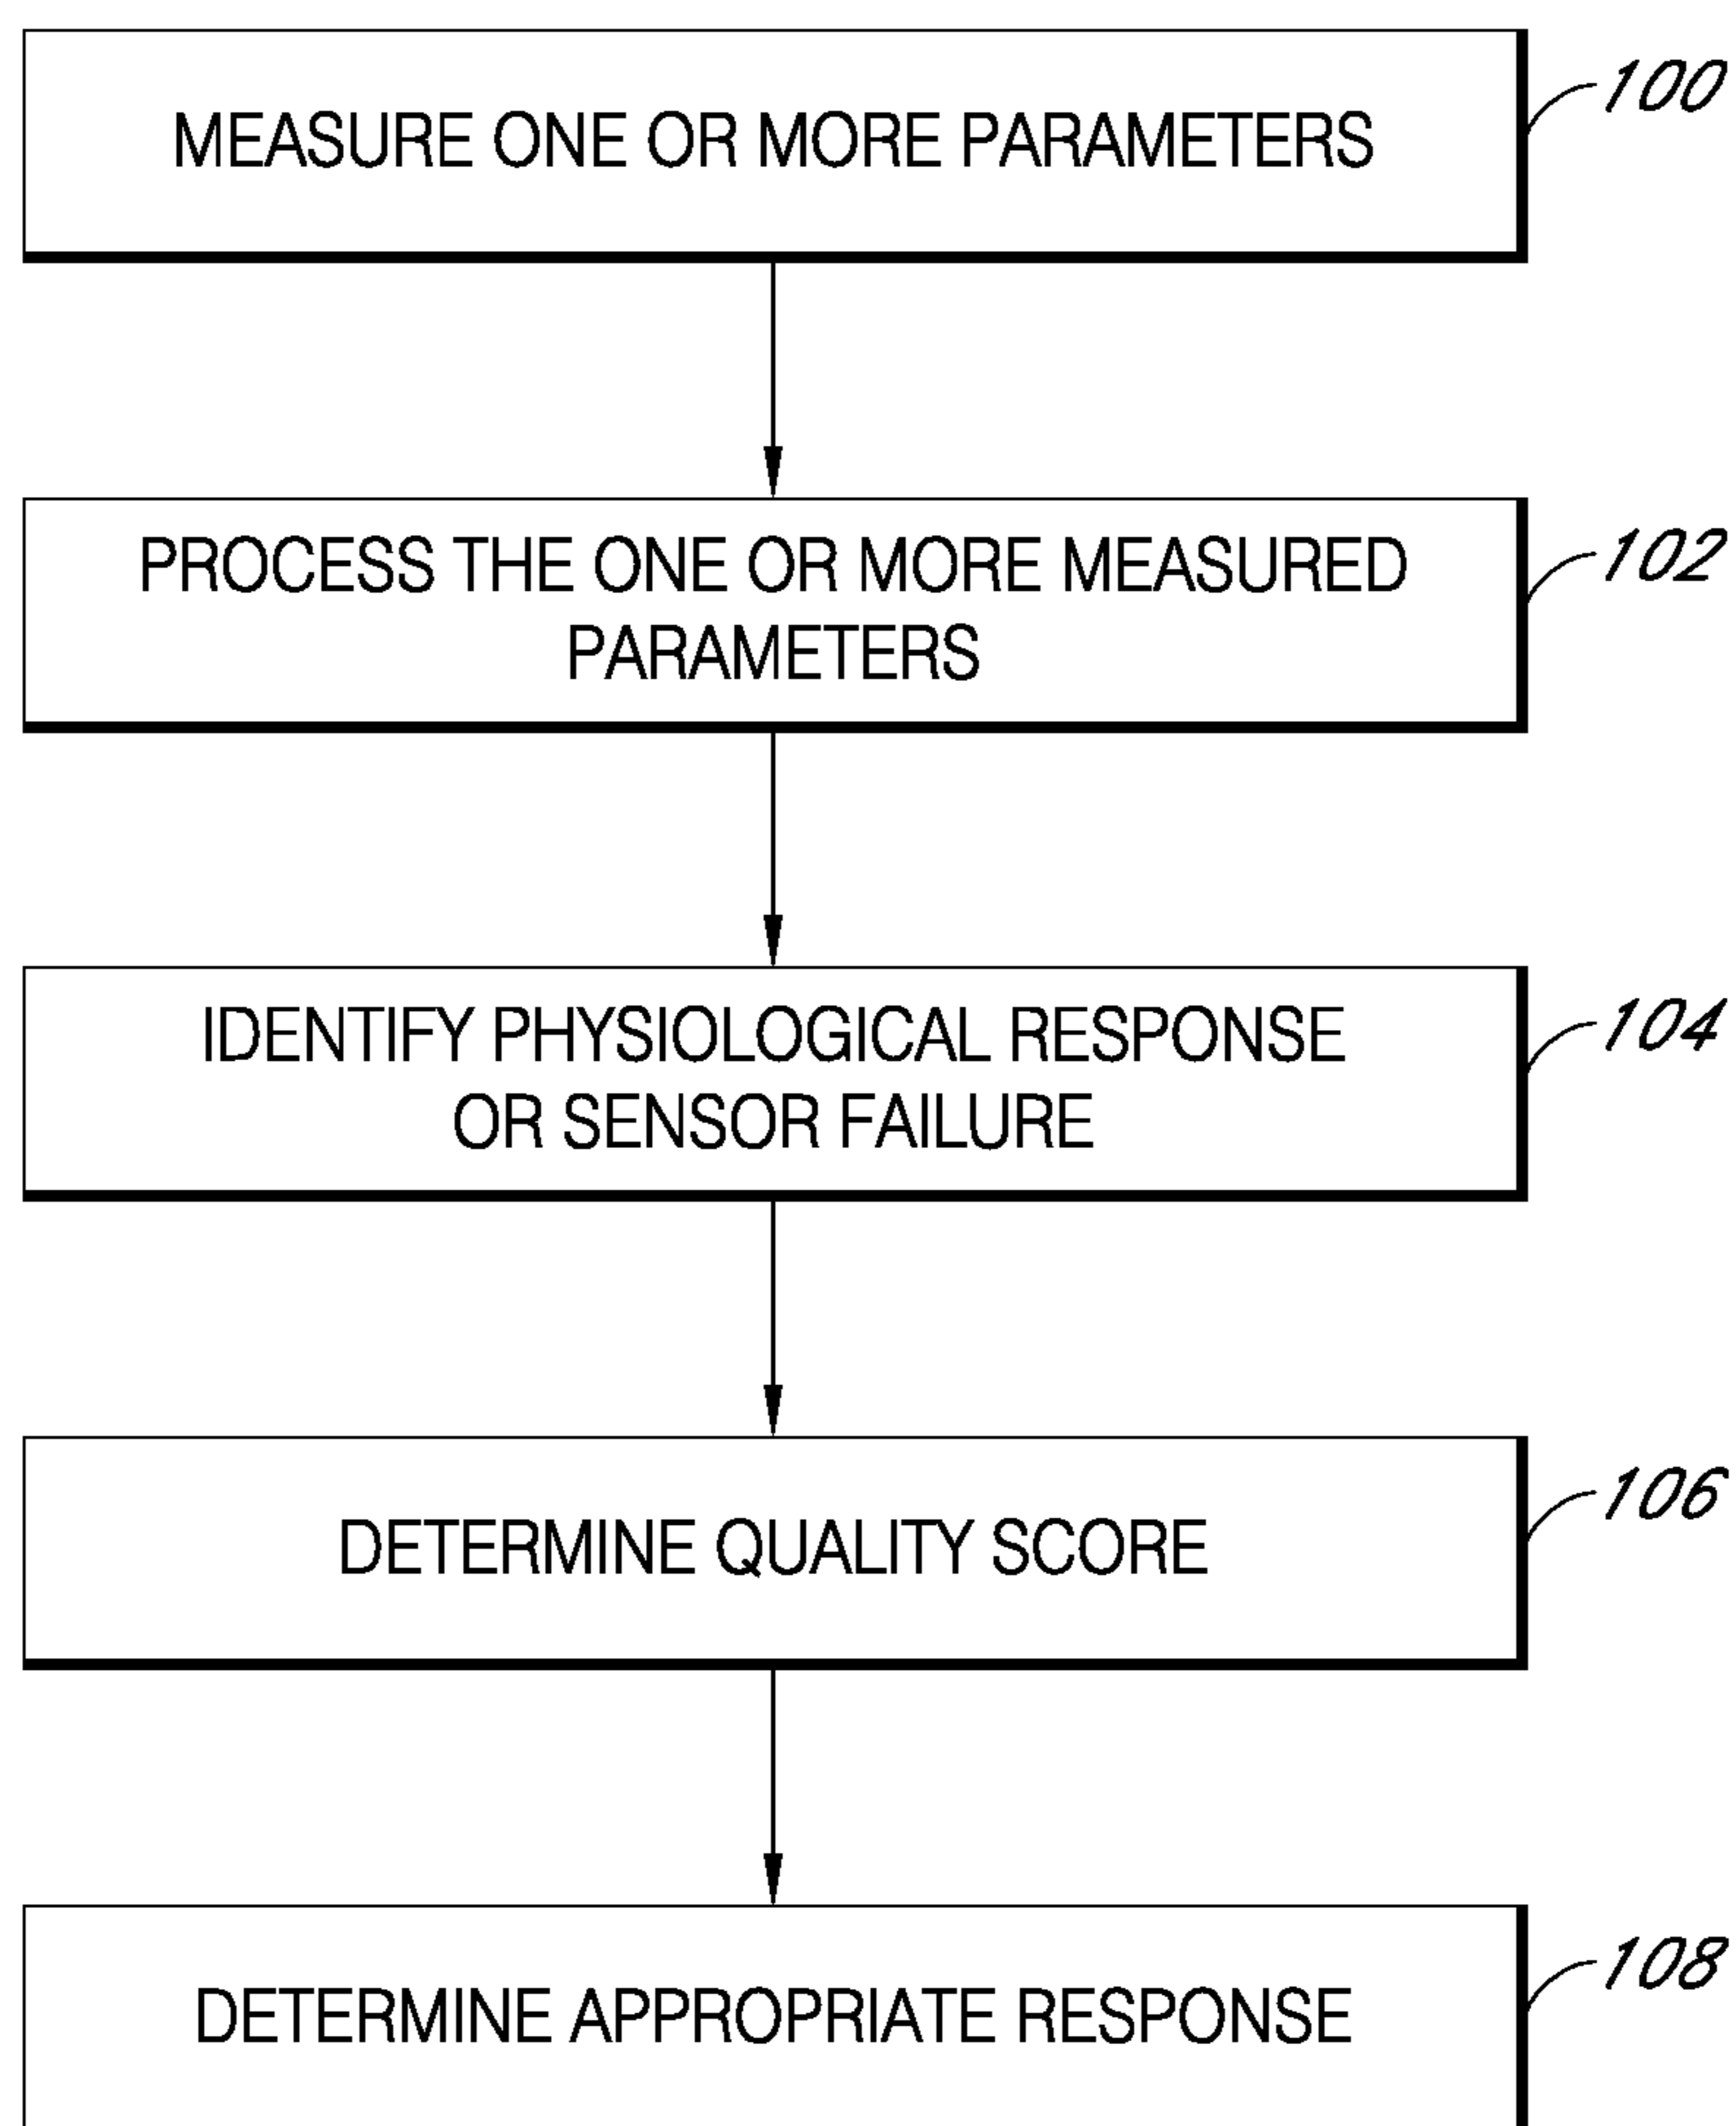 MEASURE ONE OR MORE PARAMETERS
100
PROCESS THE ONE OR MORE MEASURED
PARAMETERS
102
IDENTIFY PHYSIOLOGICAL RESPONSE
OR SENSOR FAILURE
104
DETERMINE QUALITY SCORE
106
DETERMINE APPROPRIATE RESPONSE
108